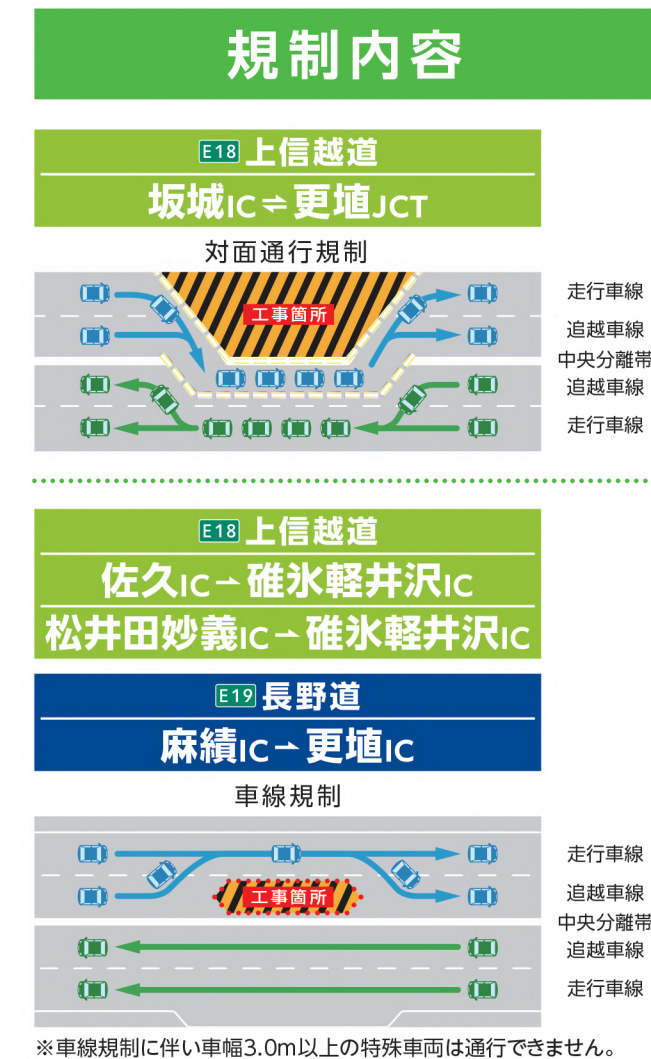 規制内容
E18 上信越道
坂城IC⇌更埴JCT
対面通行規制
工事箇所
走行車線
追越車線
中央分離帯
追越車線
走行車線
E18 上信越道
佐久IC⇀碓氷軽井沢IC
松井田妙義IC⇀碓氷軽井沢IC
E19 長野道
麻績IC⇀更埴IC
車線規制
工事箇所
走行車線
追越車線
中央分離帯
追越車線
走行車線
※車線規制に伴い車幅3.0m以上の特殊車両は通行できません。